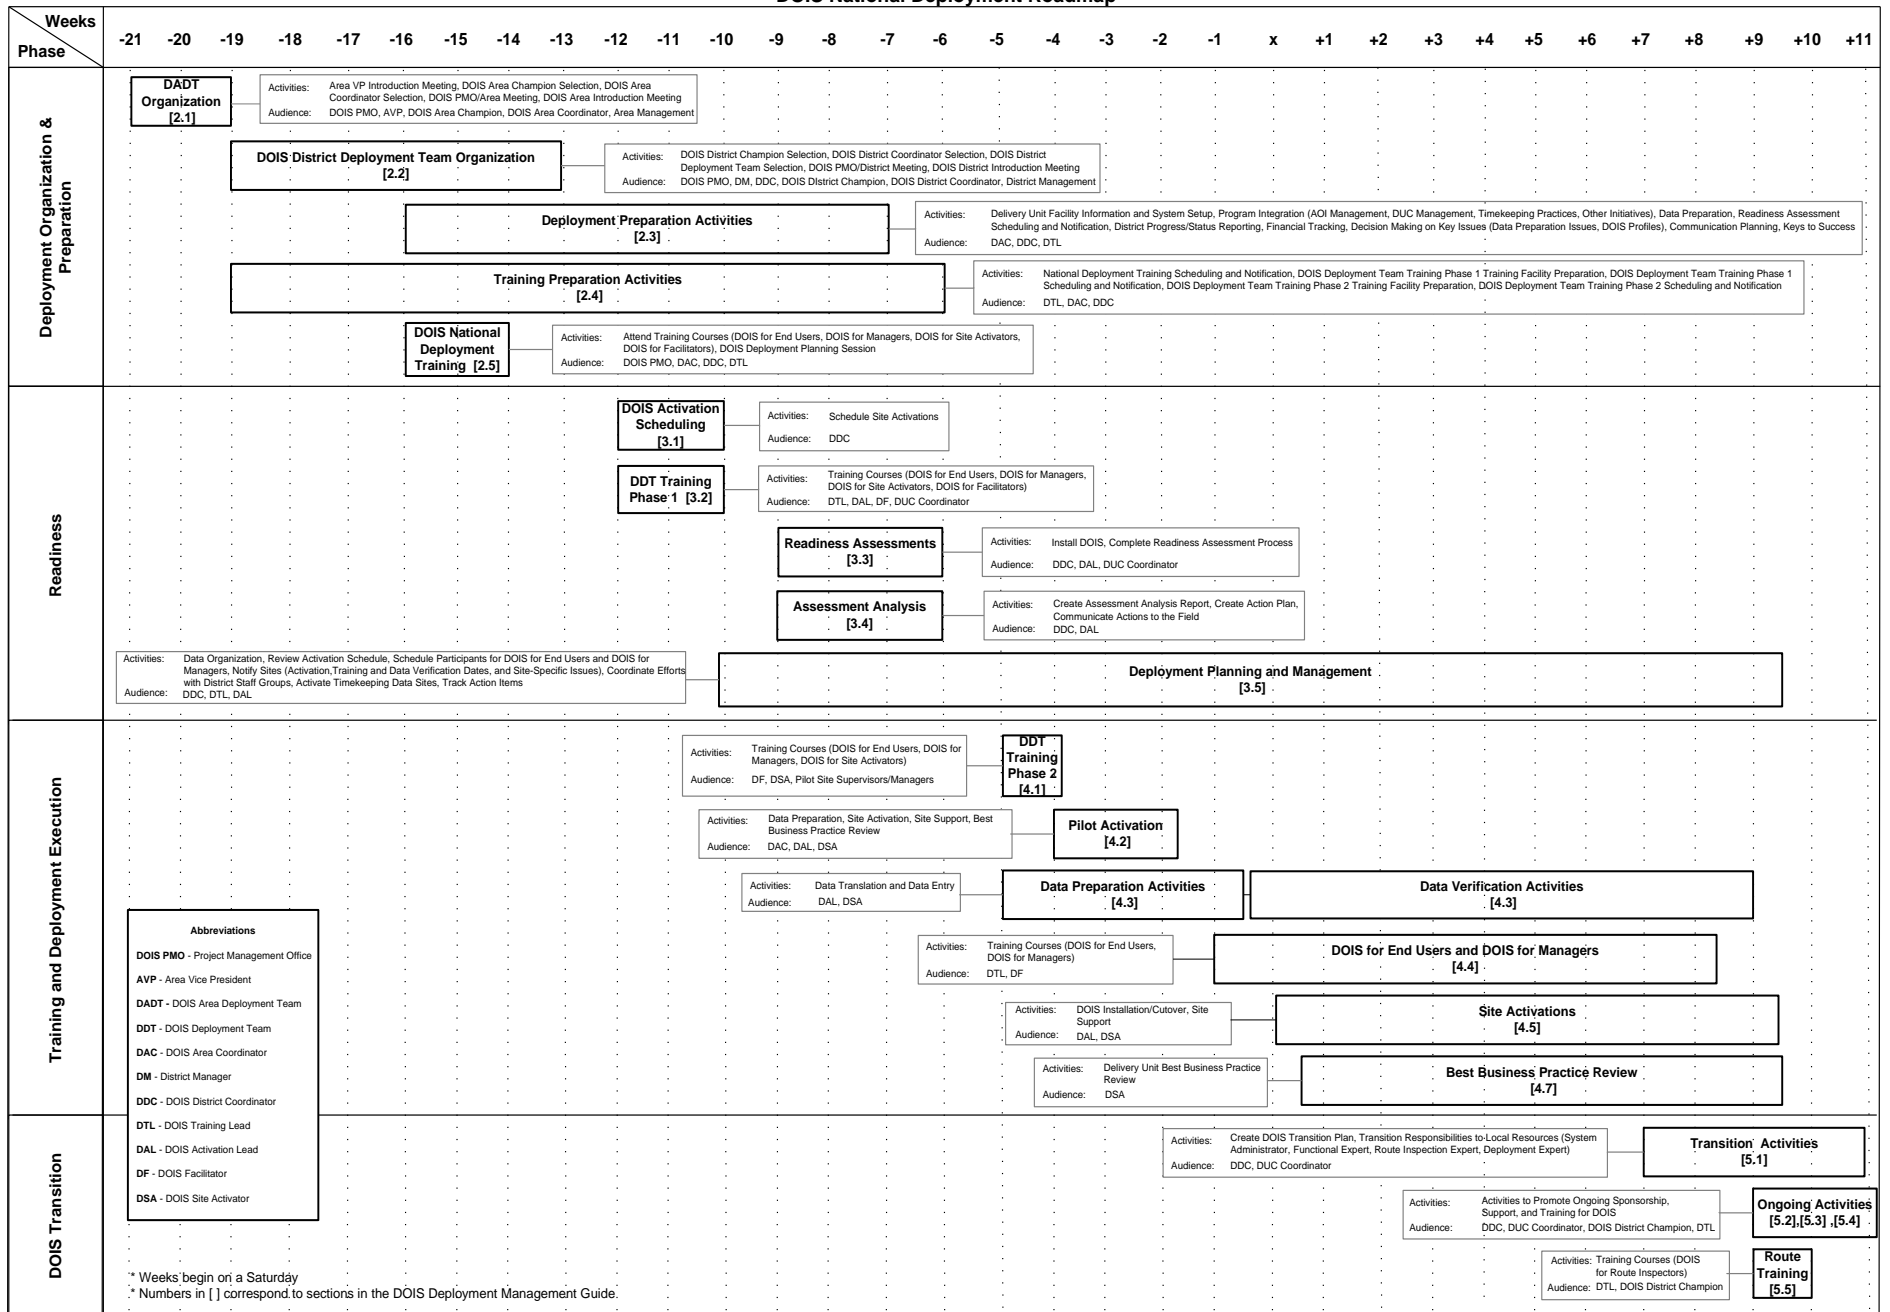 DOIS National Deployment Roadmap
Weeks
Phase
-21 -20 -19 -18 -17 -16 -15 -14 -13 -12 -11 -10 -9 -8 -7 -6 -5 -4 -3 -2 -1 x +1 +2 +3 +4 +5 +6 +7 +8 +9 +10 +11
Deployment Organization &
Preparation
DADT
Organization
[2.1]
Activities: Area VP Introduction Meeting, DOIS Area Champion Selection, DOIS Area
Coordinator Selection, DOIS PMO/Area Meeting, DOIS Area Introduction Meeting
Audience: DOIS PMO, AVP, DOIS Area Champion, DOIS Area Coordinator, Area Management
DOIS District Deployment Team Organization
[2.2]
Activities: DOIS District Champion Selection, DOIS District Coordinator Selection, DOIS District
Deployment Team Selection, DOIS PMO/District Meeting, DOIS District Introduction Meeting
Audience: DOIS PMO, DM, DDC, DOIS DIstrict Champion, DOIS District Coordinator, District Management
Deployment Preparation Activities
[2.3]
Activities: Delivery Unit Facility Information and System Setup, Program Integration (AOI Management, DUC Management, Timekeeping Practices, Other Initiatives), Data Preparation, Readiness Assessment
Scheduling and Notification, District Progress/Status Reporting, Financial Tracking, Decision Making on Key Issues (Data Preparation Issues, DOIS Profiles), Communication Planning, Keys to Success
Audience: DAC, DDC, DTL
Training Preparation Activities
[2.4]
Activities: National Deployment Training Scheduling and Notification, DOIS Deployment Team Training Phase 1 Training Facility Preparation, DOIS Deployment Team Training Phase 1
Scheduling and Notification, DOIS Deployment Team Training Phase 2 Training Facility Preparation, DOIS Deployment Team Training Phase 2 Scheduling and Notification
Audience: DTL, DAC, DDC
DOIS National
Deployment
Training [2.5]
Activities: Attend Training Courses (DOIS for End Users, DOIS for Managers, DOIS for Site Activators,
DOIS for Facilitators), DOIS Deployment Planning Session
Audience: DOIS PMO, DAC, DDC, DTL
Readiness
DOIS Activation
Scheduling
[3.1]
Activities: Schedule Site Activations
Audience: DDC
DDT Training
Phase 1 [3.2]
Activities: Training Courses (DOIS for End Users, DOIS for Managers,
DOIS for Site Activators, DOIS for Facilitators)
Audience: DTL, DAL, DF, DUC Coordinator
Readiness Assessments
[3.3]
Activities: Install DOIS, Complete Readiness Assessment Process
Audience: DDC, DAL, DUC Coordinator
Assessment Analysis
[3.4]
Activities: Create Assessment Analysis Report, Create Action Plan,
Communicate Actions to the Field
Audience: DDC, DAL
Activities: Data Organization, Review Activation Schedule, Schedule Participants for DOIS for End Users and DOIS for
Managers, Notify Sites (Activation,Training and Data Verification Dates, and Site-Specific Issues), Coordinate Efforts
with District Staff Groups, Activate Timekeeping Data Sites, Track Action Items
Audience: DDC, DTL, DAL
Deployment Planning and Management
[3.5]
Training and Deployment Execution
Activities: Training Courses (DOIS for End Users, DOIS for
Managers, DOIS for Site Activators)
Audience: DF, DSA, Pilot Site Supervisors/Managers
DDT
Training
Phase 2
[4.1]
Activities: Data Preparation, Site Activation, Site Support, Best
Business Practice Review
Audience: DAC, DAL, DSA
Pilot Activation
[4.2]
Activities: Data Translation and Data Entry
Audience: DAL, DSA
Data Preparation Activities
[4.3]
Data Verification Activities
[4.3]
Activities: Training Courses (DOIS for End Users,
DOIS for Managers)
Audience: DTL, DF
DOIS for End Users and DOIS for Managers
[4.4]
Activities: DOIS Installation/Cutover, Site
Support
Audience: DAL, DSA
Site Activations
[4.5]
Activities: Delivery Unit Best Business Practice
Review
Audience: DSA
Best Business Practice Review
[4.7]
Abbreviations
DOIS PMO - Project Management Office
AVP - Area Vice President
DADT - DOIS Area Deployment Team
DDT - DOIS Deployment Team
DAC - DOIS Area Coordinator
DM - District Manager
DDC - DOIS District Coordinator
DTL - DOIS Training Lead
DAL - DOIS Activation Lead
DF - DOIS Facilitator
DSA - DOIS Site Activator
DOIS Transition
Activities: Create DOIS Transition Plan, Transition Responsibilities to Local Resources (System
Administrator, Functional Expert, Route Inspection Expert, Deployment Expert)
Audience: DDC, DUC Coordinator
Transition Activities
[5.1]
Activities: Activities to Promote Ongoing Sponsorship,
Support, and Training for DOIS
Audience: DDC, DUC Coordinator, DOIS District Champion, DTL
Ongoing Activities
[5.2],[5.3] ,[5.4]
Activities: Training Courses (DOIS
for Route Inspectors)
Audience: DTL, DOIS District Champion
Route
Training
[5.5]
* Weeks begin on a Saturday
* Numbers in [ ] correspond to sections in the DOIS Deployment Management Guide.